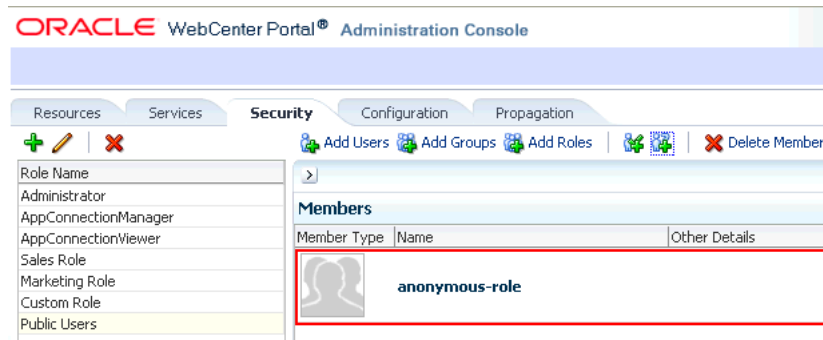 ORACLE WebCenter Portal® Administration Console
Resources Services Security Configuration Propagation
Add Users Add Groups Add Roles Delete Member
Role Name
Administrator
AppConnectionManager
AppConnectionViewer
Sales Role
Marketing Role
Custom Role
Public Users
Members
Member Type Name Other Details
anonymous-role